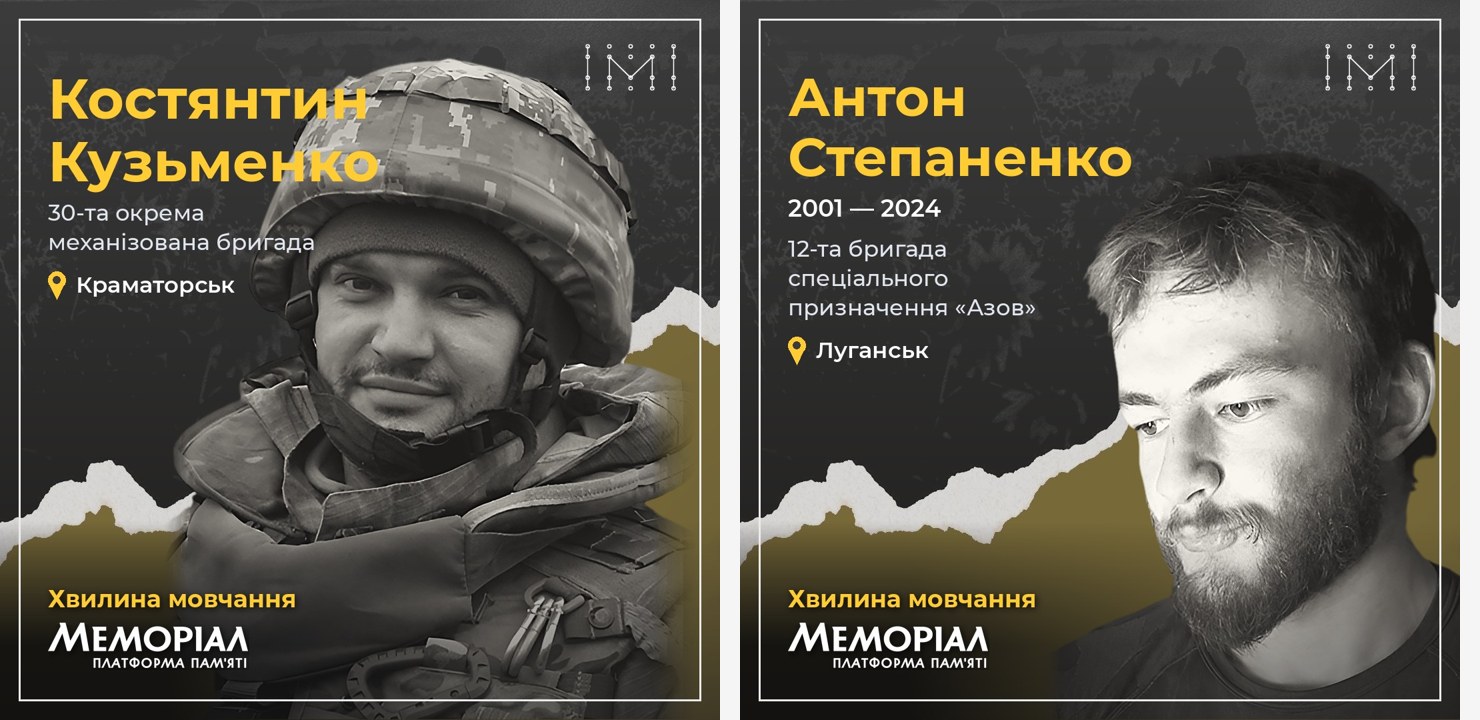 Костянтин
Кузьменко
30-та окрема
механізована бригада
Краматорськ
Хвилина мовчання
МЕМОРІАЛ
ПЛАТФОРМА ПАМ'ЯТІ
Антон
Степаненко
2001 — 2024
12-та бригада
спеціального
призначення «Азов»
Луганськ
Хвилина мовчання
МЕМОРІАЛ
ПЛАТФОРМА ПАМ'ЯТІ